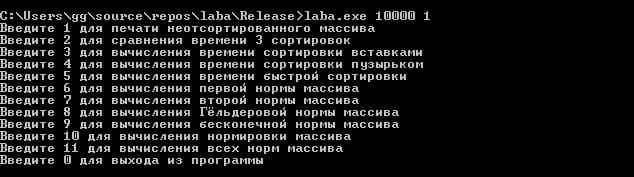 C:\Users\gg\source\repos\laba\Release>laba.exe 10000 1
Введите 1 для печати неотсортированного массива
Введите 2 для сравнения времени 3 сортировок
Введите 3 для вычисления времени сортировки вставками
Введите 4 для вычисления времени сортировки пузырьком
Введите 5 для вычисления времени быстрой сортировки
Введите 6 для вычисления первой нормы массива
Введите 7 для вычисления второй нормы массива
Введите 8 для вычисления Гёльдеровой нормы массива
Введите 9 для вычисления бесконечной нормы массива
Введите 10 для вычисления нормировки массива
Введите 11 для вычисления всех норм массива
Введите 0 для выхода из программы